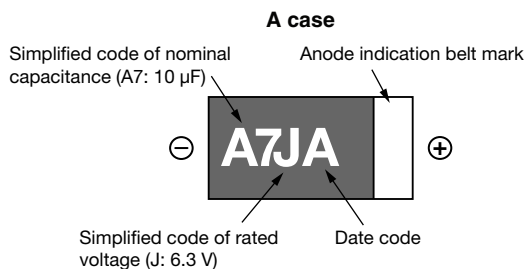 A case
Simplified code of nominal
capacitance (A7: 10 µF)
Anode indication belt mark
⊖
A7JA
⊕
Simplified code of rated
voltage (J: 6.3 V)
Date code